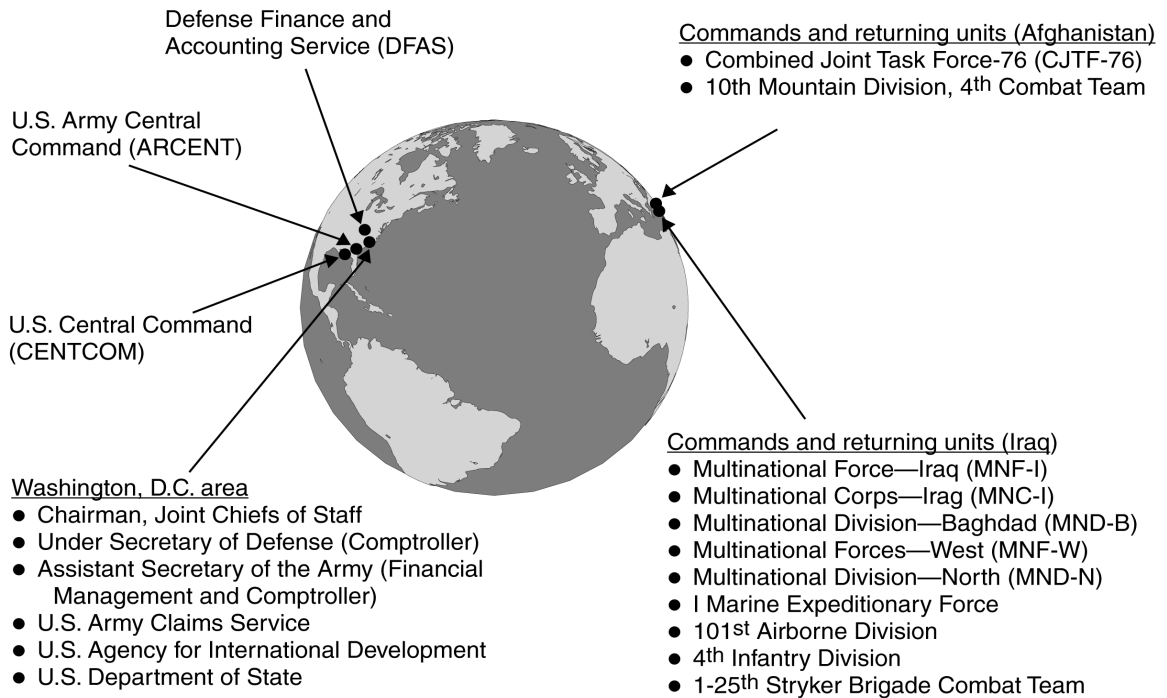 Defense Finance and
Accounting Service (DFAS)
Commands and returning units (Afghanistan)
● Combined Joint Task Force-76 (CJTF-76)
● 10th Mountain Division, 4th Combat Team
U.S. Army Central
Command (ARCENT)
U.S. Central Command
(CENTCOM)
Washington, D.C. area
● Chairman, Joint Chiefs of Staff
● Under Secretary of Defense (Comptroller)
● Assistant Secretary of the Army (Financial
Management and Comptroller)
● U.S. Army Claims Service
● U.S. Agency for International Development
● U.S. Department of State
Commands and returning units (Iraq)
● Multinational Force—Iraq (MNF-I)
● Multinational Corps—Irag (MNC-I)
● Multinational Division—Baghdad (MND-B)
● Multinational Forces—West (MNF-W)
● Multinational Division—North (MND-N)
● I Marine Expeditionary Force
● 101st Airborne Division
● 4th Infantry Division
● 1-25th Stryker Brigade Combat Team